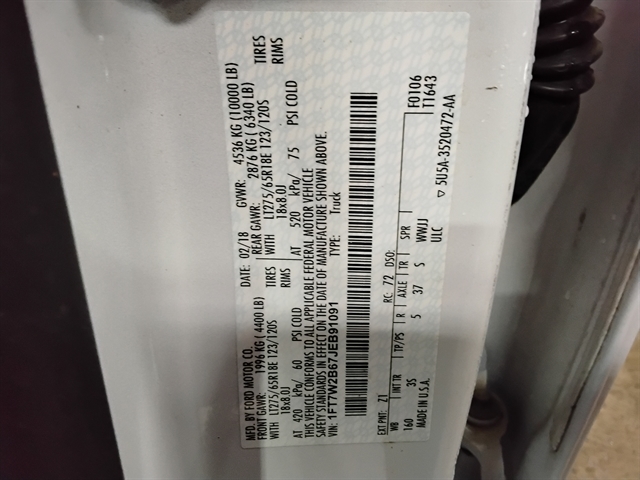 MFD. BY FORD MOTOR CO.
DATE: 02/18 GVWR: 4536 KG (10000 LB)
FRONT GAWR: 1996 KG (4400 LB) REAR GAWR: 2876 KG (6340 LB)
WITH LT275/65R18E 123/120S TIRES WITH LT275/65R18E 123/120S TIRES
18x8.0J RIMS 18x8.0J RIMS
AT 420 kPa/ 60 PSI COLD AT 520 kPa/ 75 PSI COLD
THIS VEHICLE CONFORMS TO ALL APPLICABLE FEDERAL MOTOR VEHICLE
SAFETY STANDARDS IN EFFECT ON THE DATE OF MANUFACTURE SHOWN ABOVE.
VIN: 1FT7W2B67JEB91091 TYPE: Truck
F0106
T1643
EXT PNT: Z1 RC: 72 DSO:
WB INT TR TP/PS R AXLE TR SPR
160 3S 5 37 S WWJJ
MADE IN U.S.A. ULC
▽ 5U5A-3520472-AA